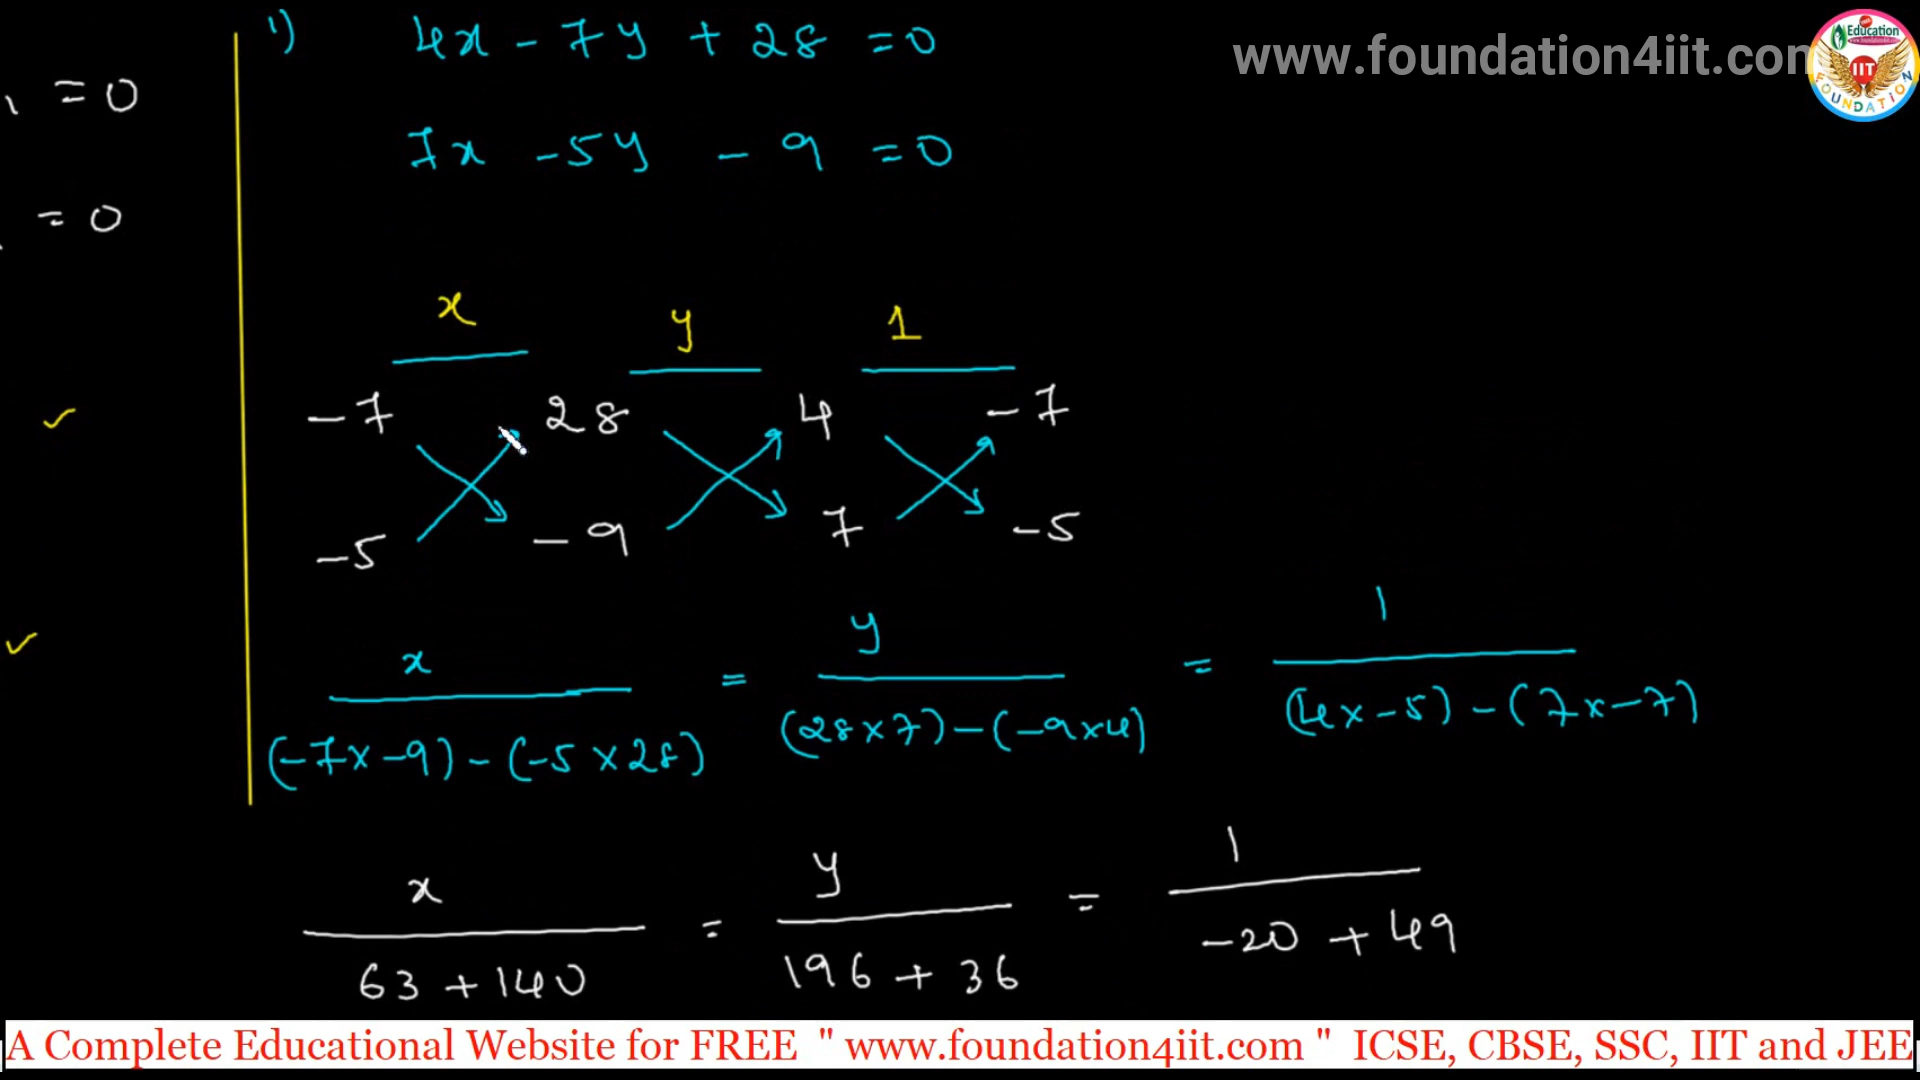 1) 4x - 7y + 28 = 0
www.foundation4iit.com
Education
IIT
FOUNDATION
= 0
7x - 5y - 9 = 0
= 0
x y 1
-7 28 4 -7
-5 -9 7 -5
x = y = 1
(-7x-9) - (-5x28) (28x7) - (-9x4) (4x-5) - (7x-7)
x = y = 1
63 + 140 196 + 36 -20 + 49
A Complete Educational Website for FREE " www.foundation4iit.com " ICSE, CBSE, SSC, IIT and JEE